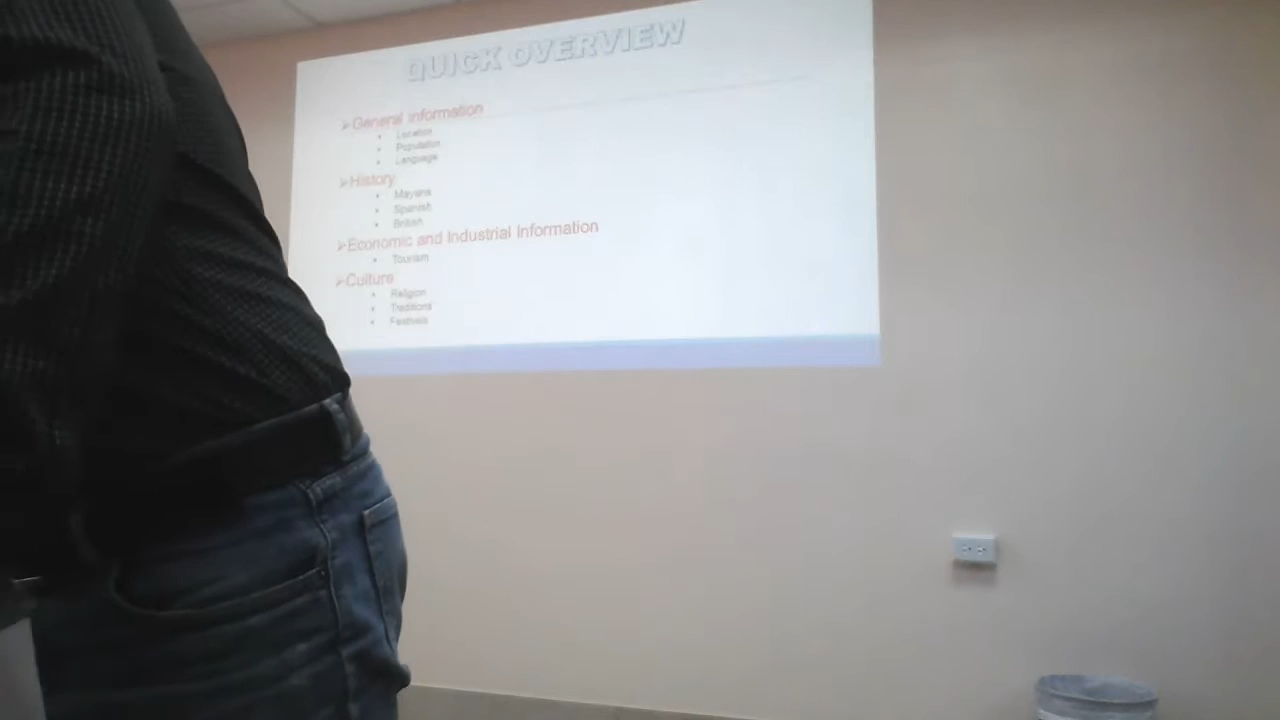 QUICK OVERVIEW
➢General information
• Location
• Population
• Language
➢History
• Mayans
• Spanish
• British
➢Economic and Industrial Information
• Tourism
➢Culture
• Religion
• Traditions
• Festivals